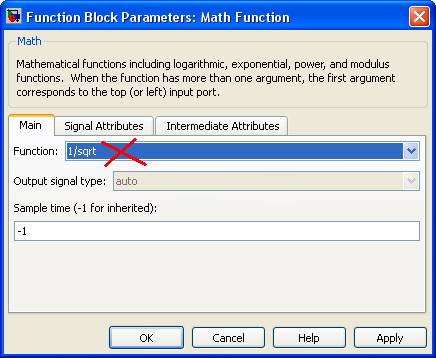 Function Block Parameters: Math Function
Math
Mathematical functions including logarithmic, exponential, power, and modulus
functions. When the function has more than one argument, the first argument
corresponds to the top (or left) input port.
Main Signal Attributes Intermediate Attributes
Function: 1/sqrt
Output signal type: auto
Sample time (-1 for inherited):
-1
OK Cancel Help Apply